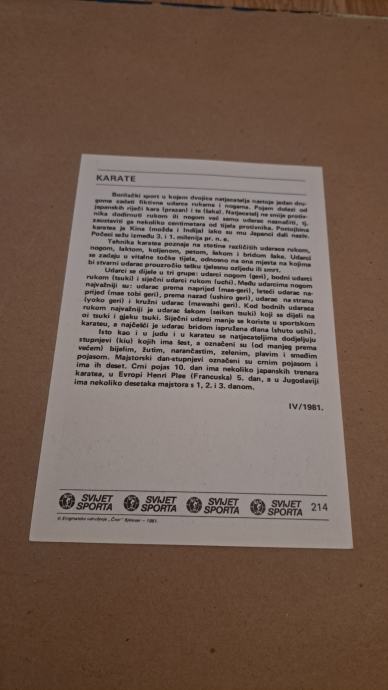 KARATE
Borilački sport u kojem dvojica natjecatelja nastoje jedan dru-
gome zadati fiktivne udarce rukama i nogama. Pojam dolazi od
japanskih riječi kara (prazan) i te (šaka). Natjecatelj ne smije protiv-
nika dodirnuti rukom ili nogom već samo udarac naznačiti, tj.
zaustaviti ga nekoliko centimetara od tijela protivnika. Postojbina
karatea je Kina (možda i Indija) iako su mu Japanci dali naziv.
Počeci sežu između 3. i 1. milenija pr. n. e.
Tehnika karatea poznaje na stotine različitih udaraca rukom,
nogom, laktom, koljenom, petom, šakom i bridom šake. Udarci
se zadaju u vitalne točke tijela, odnosno na ona mjesta na kojima
bi stvarni udarac prouzročio tešku tjelesnu ozljedu ili smrt.
Udarci se dijele u tri grupe: udarci nogom (geri), bodni udarci
rukom (tsuki) i sječni udarci rukom (uchi). Među udarcima nogom
najvažniji su: udarac prema naprijed (mae-geri), leteći udarac na-
prijed (mae tobi geri), prema nazad (ushiro geri), udarac na stranu
(yoko geri) i kružni udarac (mawashi geri). Kod bodnih udaraca
rukom najvažniji je udarac šakom (seiken tsuki) koji se dijeli na
oi tsuki i gjeku tsuki. Sječni udarci manje se koriste u sportskom
karateu, a najčešći je udarac bridom ispružena dlana (shuto uchi).
Isto kao i u judu i u karateu se natjecateljima dodjeljuju
stupnjevi (kiu) kojih ima šest, a označeni su (od manjeg prema
većem) bijelim, žutim, narančastim, zelenim, plavim i smeđim
pojasom. Majstorski dan-stupnjevi označeni su crnim pojasom i
ima ih deset. Crni pojas 10. dan ima nekoliko japanskih trenera
karatea, u Evropi Henri Plee (Francuska) 5. dan, a u Jugoslaviji
ima nekoliko desetaka majstora s 1, 2. i 3. danom.
IV/1981.
SVIJET SPORTA SVIJET SPORTA SVIJET SPORTA SVIJET SPORTA 214
1981.